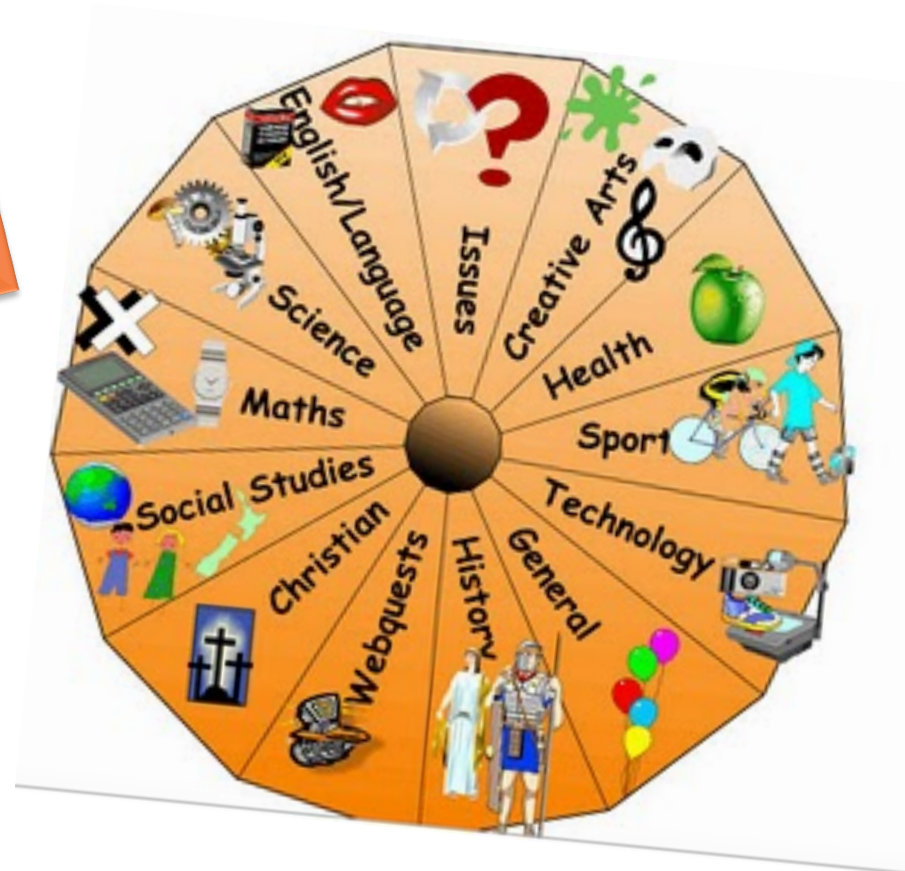 Issues
Creative Arts
Health
Sport
Technology
General
History
Webquests
Christian
Social Studies
Maths
Science
English/Language